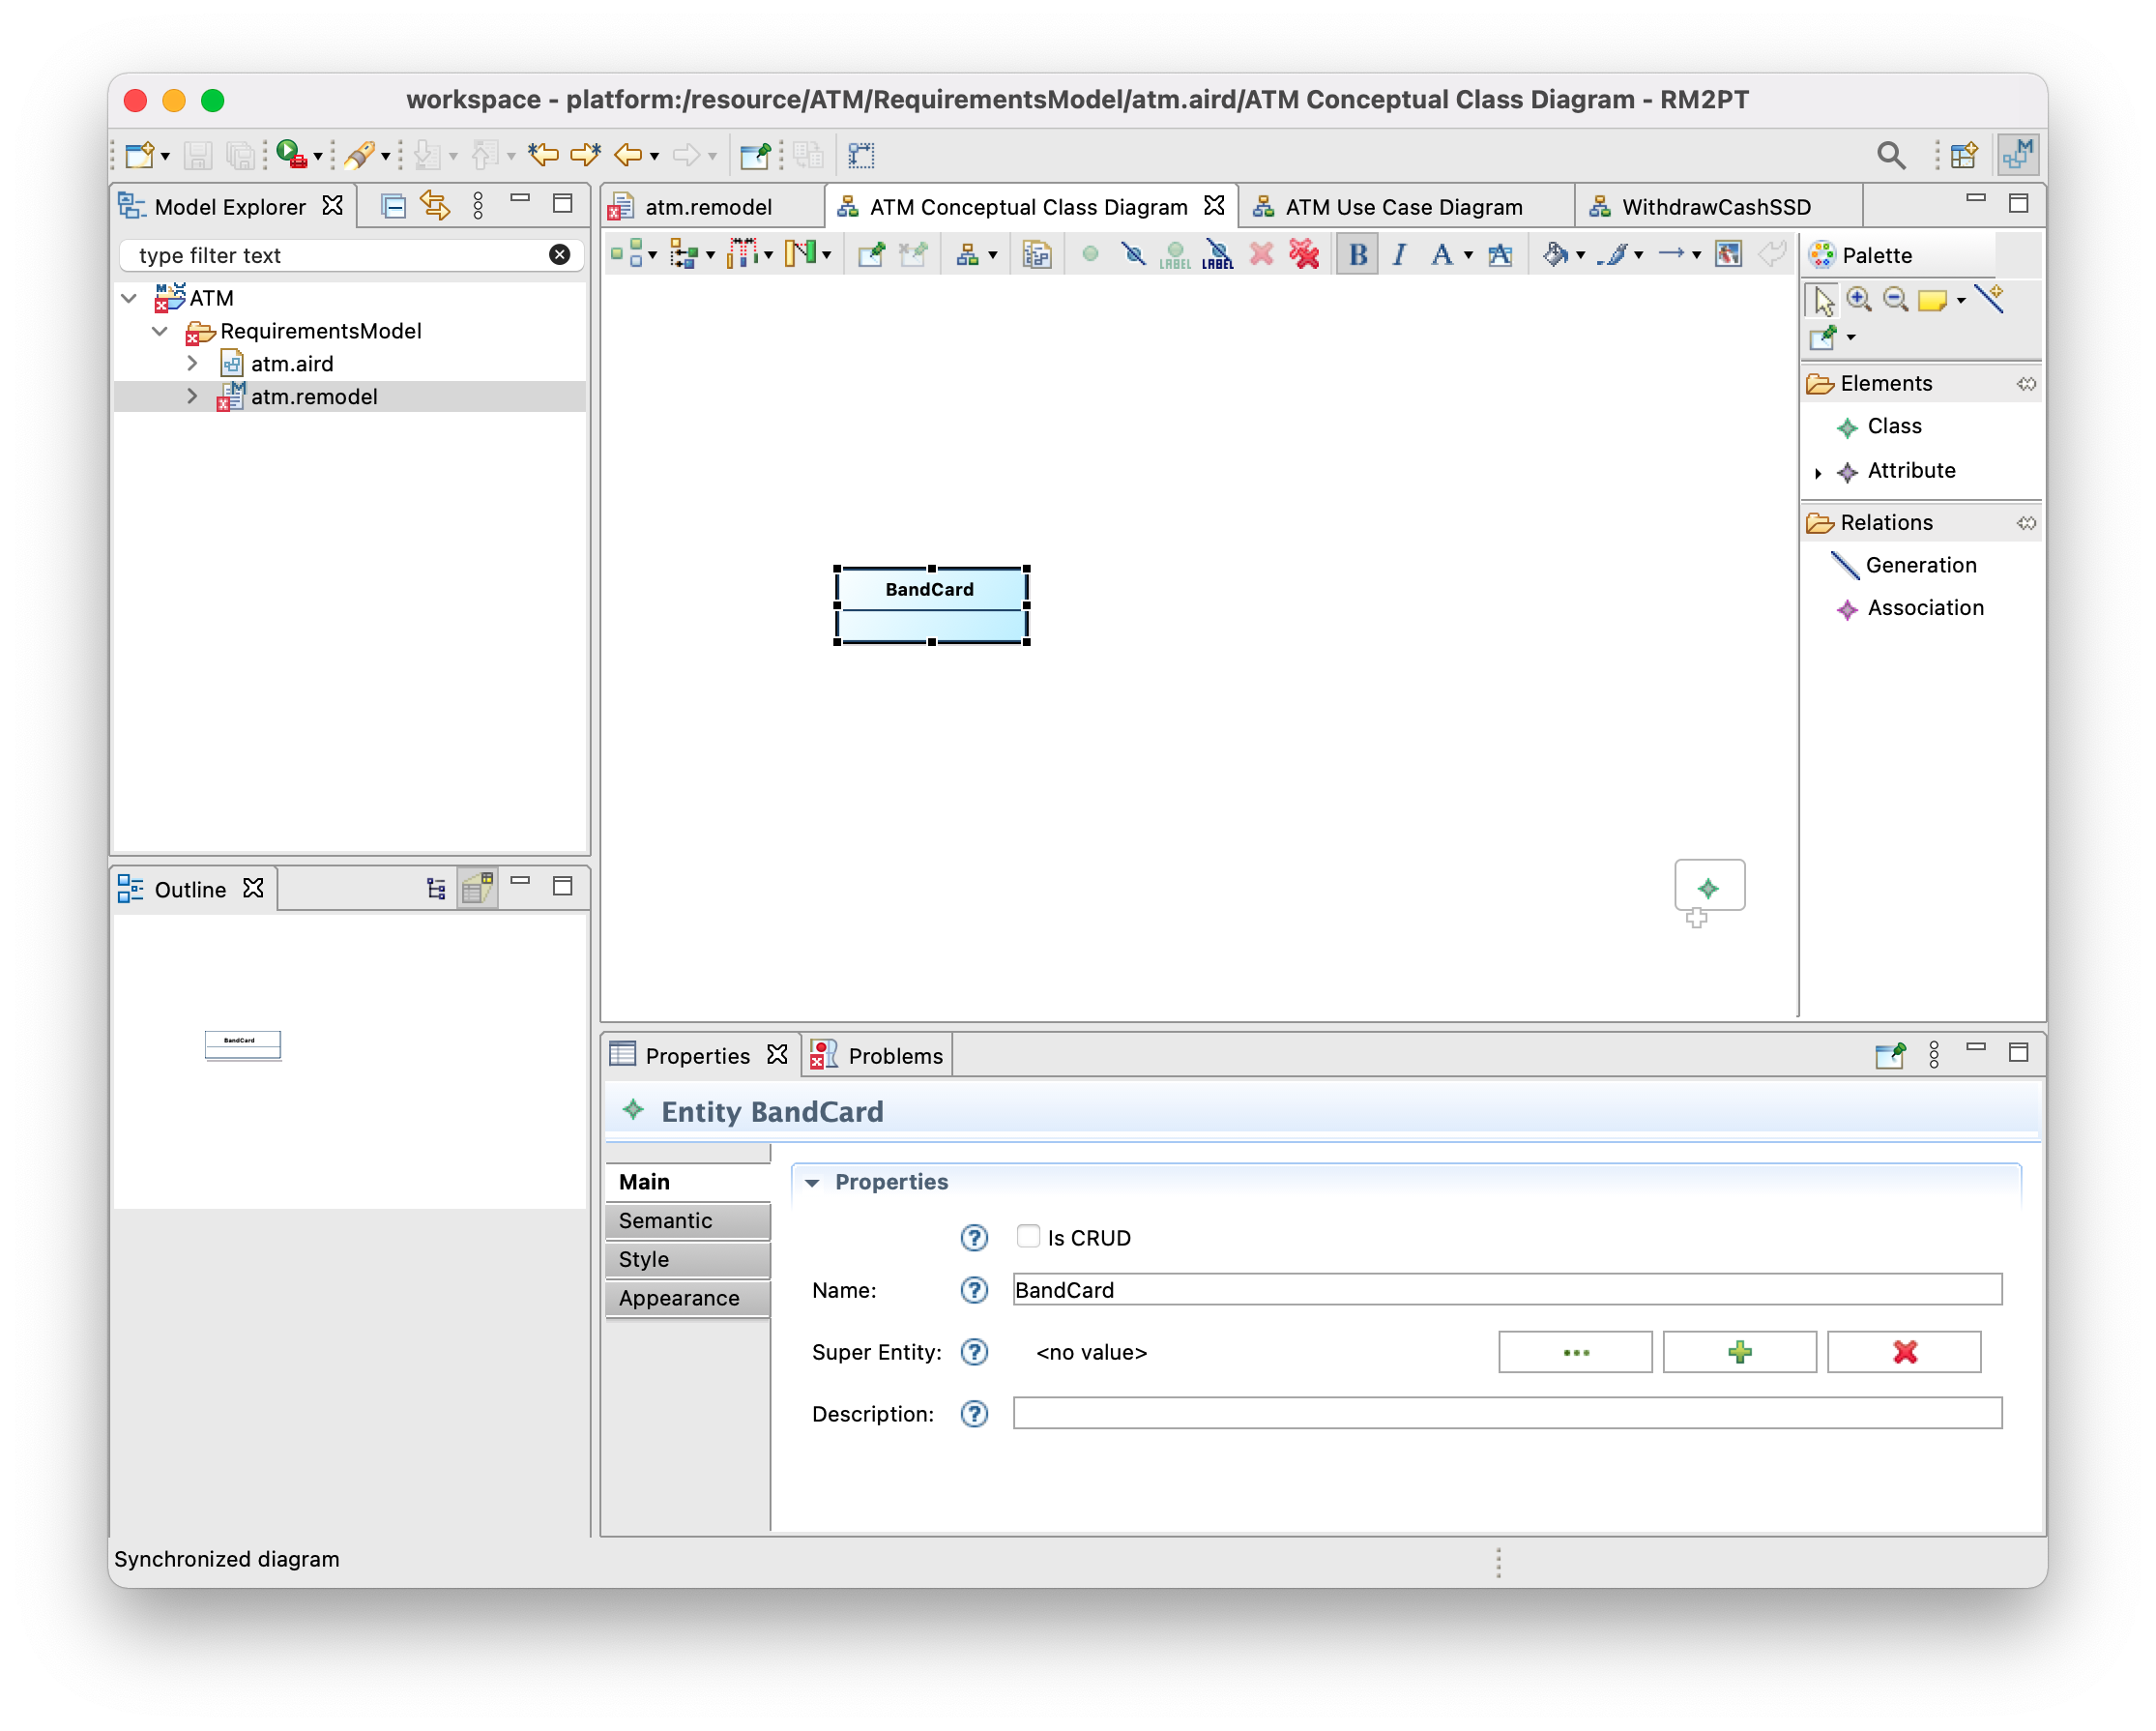 workspace - platform:/resource/ATM/RequirementsModel/atm.aird/ATM Conceptual Class Diagram - RM2PT
Model Explorer
type filter text
ATM
RequirementsModel
atm.aird
atm.remodel
Outline
BandCard
atm.remodel
ATM Conceptual Class Diagram
ATM Use Case Diagram
WithdrawCashSSD
LABEL
LABEL
B
I
A
A
BandCard
Palette
Elements
Class
Attribute
Relations
Generation
Association
Properties
Problems
Entity BandCard
Main
Semantic
Style
Appearance
Properties
Is CRUD
Name:
BandCard
Super Entity:
<no value>
Description:
Synchronized diagram